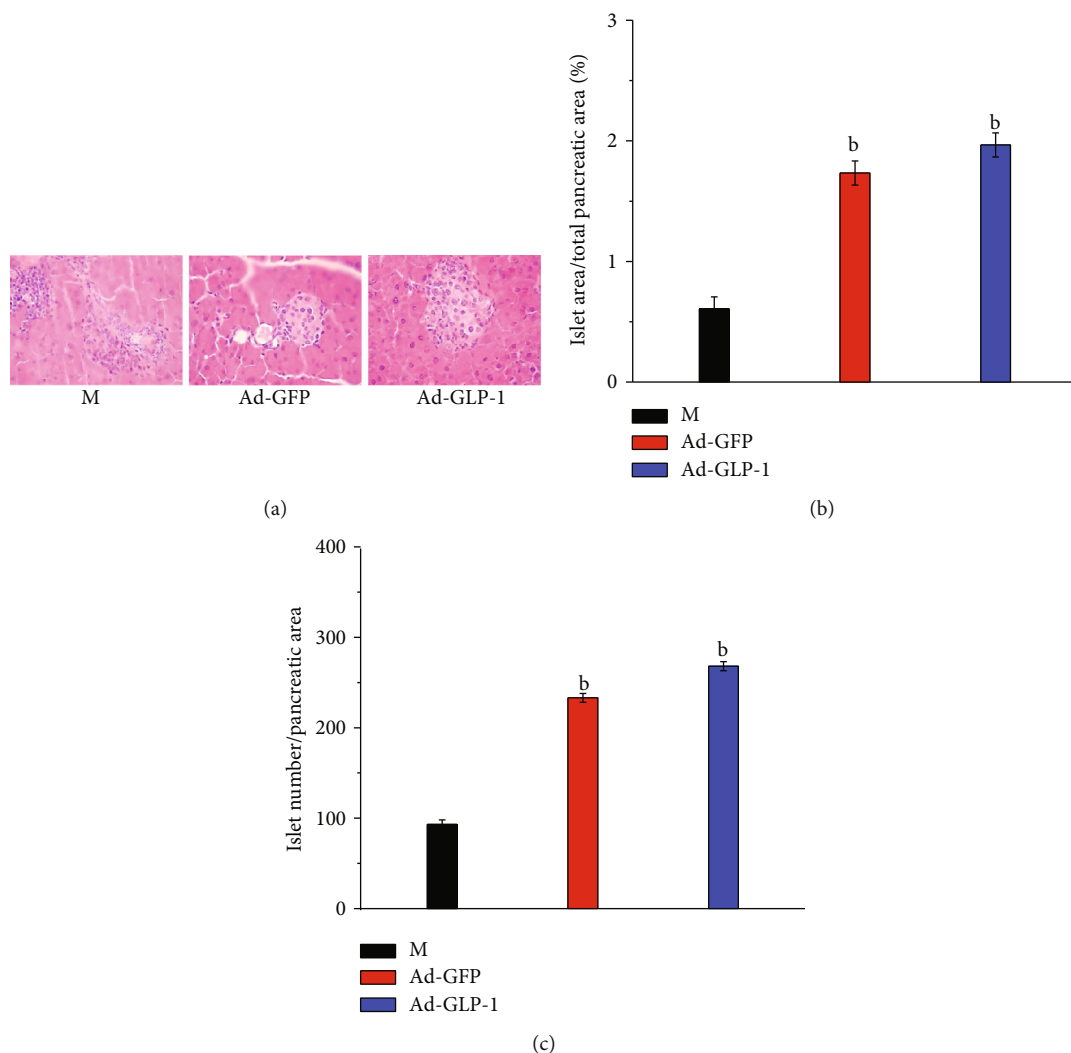 M
Ad-GFP
Ad-GLP-1
(a)
Islet area/total pancreatic area (%)
3
2
1
0
b
b
M
Ad-GFP
Ad-GLP-1
(b)
Islet number/pancreatic area
400
300
200
100
0
b
b
M
Ad-GFP
Ad-GLP-1
(c)